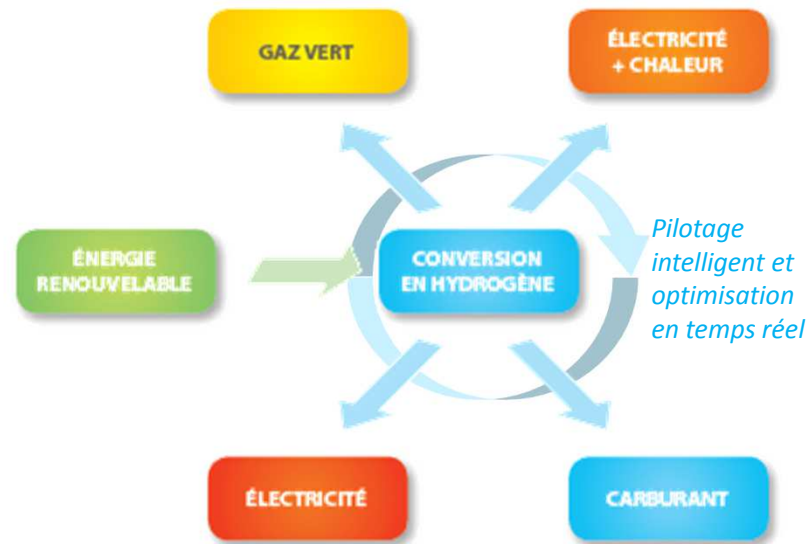 GAZ VERT
ÉLECTRICITÉ
+ CHALEUR
ÉNERGIE
RENOUVELABLE
CONVERSION
EN HYDROGÈNE
Pilotage
intelligent et
optimisation
en temps réel
ÉLECTRICITÉ
CARBURANT